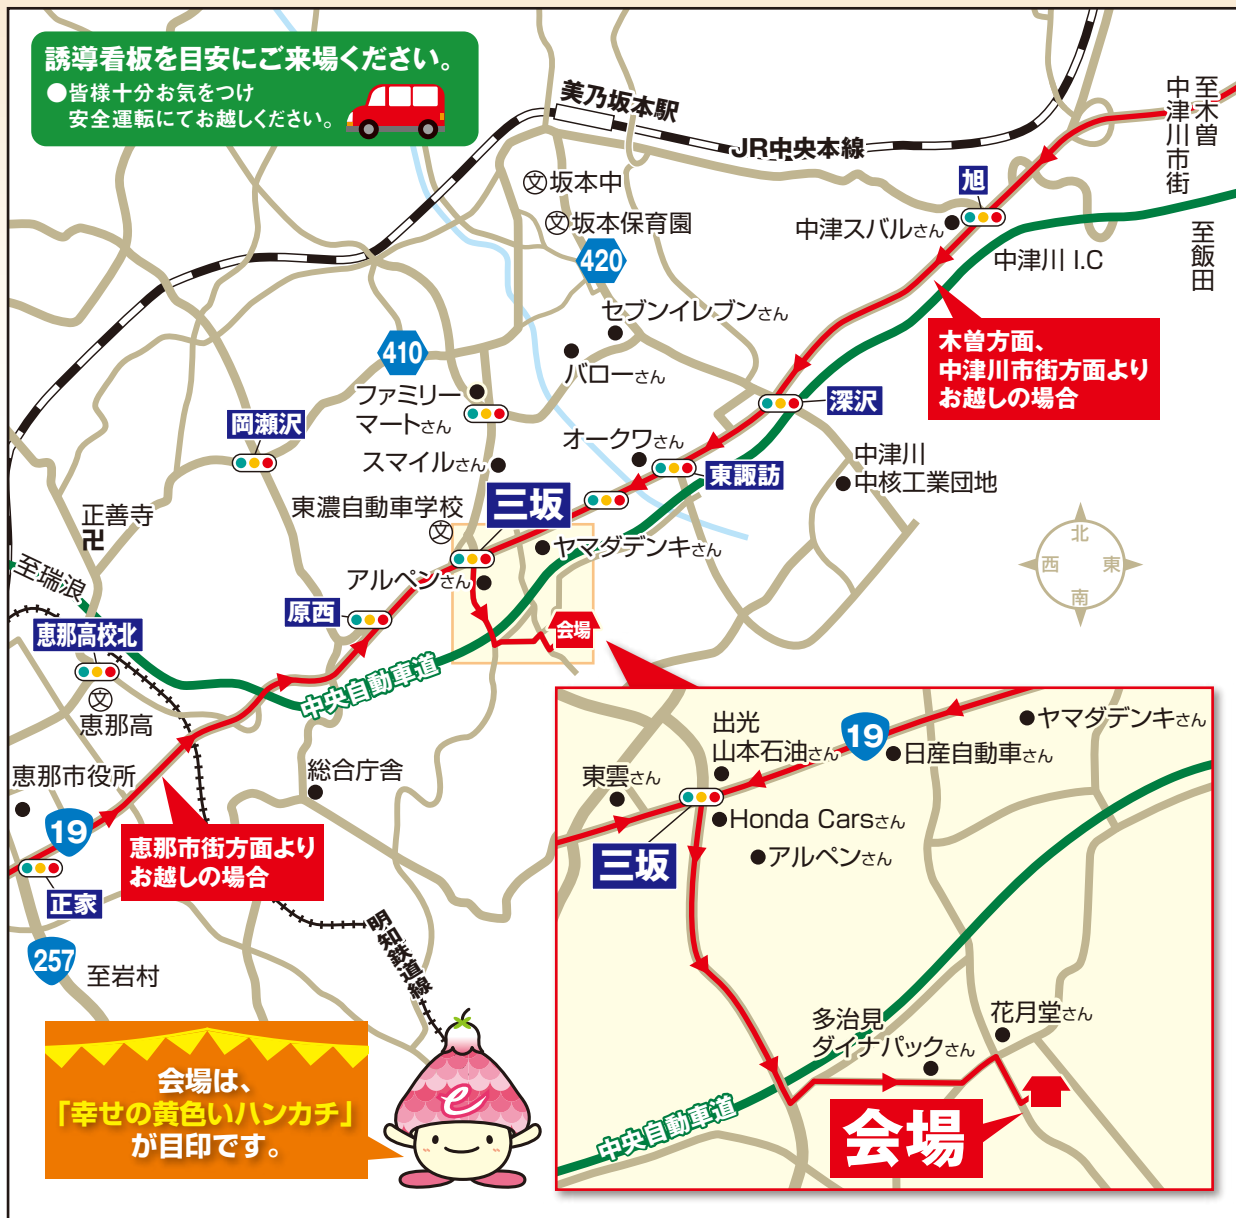 誘導看板を目安にご来場ください。
●皆様十分お気をつけ
安全運転にてお越しください。
美乃坂本駅
JR中央本線
至木曽
中津川市街
至飯田
旭
中津スバルさん
中津川 I.C
坂本中
文
坂本保育園
文
420
セブンイレブンさん
バローさん
410
ファミリー
マートさん
木曽方面、
中津川市街方面より
お越しの場合
深沢
岡瀬沢
オークワさん
スマイルさん
東諏訪
中津川
中核工業団地
東濃自動車学校
文
三坂
正善寺
卍
ヤマダデンキさん
アルペンさん
北
西
東
南
至瑞浪
原西
会場
恵那高校北
文
恵那高
中央自動車道
恵那市役所
総合庁舎
19
恵那市街方面より
お越しの場合
正家
257
至岩村
明知鉄道線
会場は、
「幸せの黄色いハンカチ」
が目印です。
e
出光
山本石油さん
19
ヤマダデンキさん
日産自動車さん
東雲さん
Honda Carsさん
三坂
アルペンさん
多治見
ダイナパックさん
花月堂さん
中央自動車道
会場